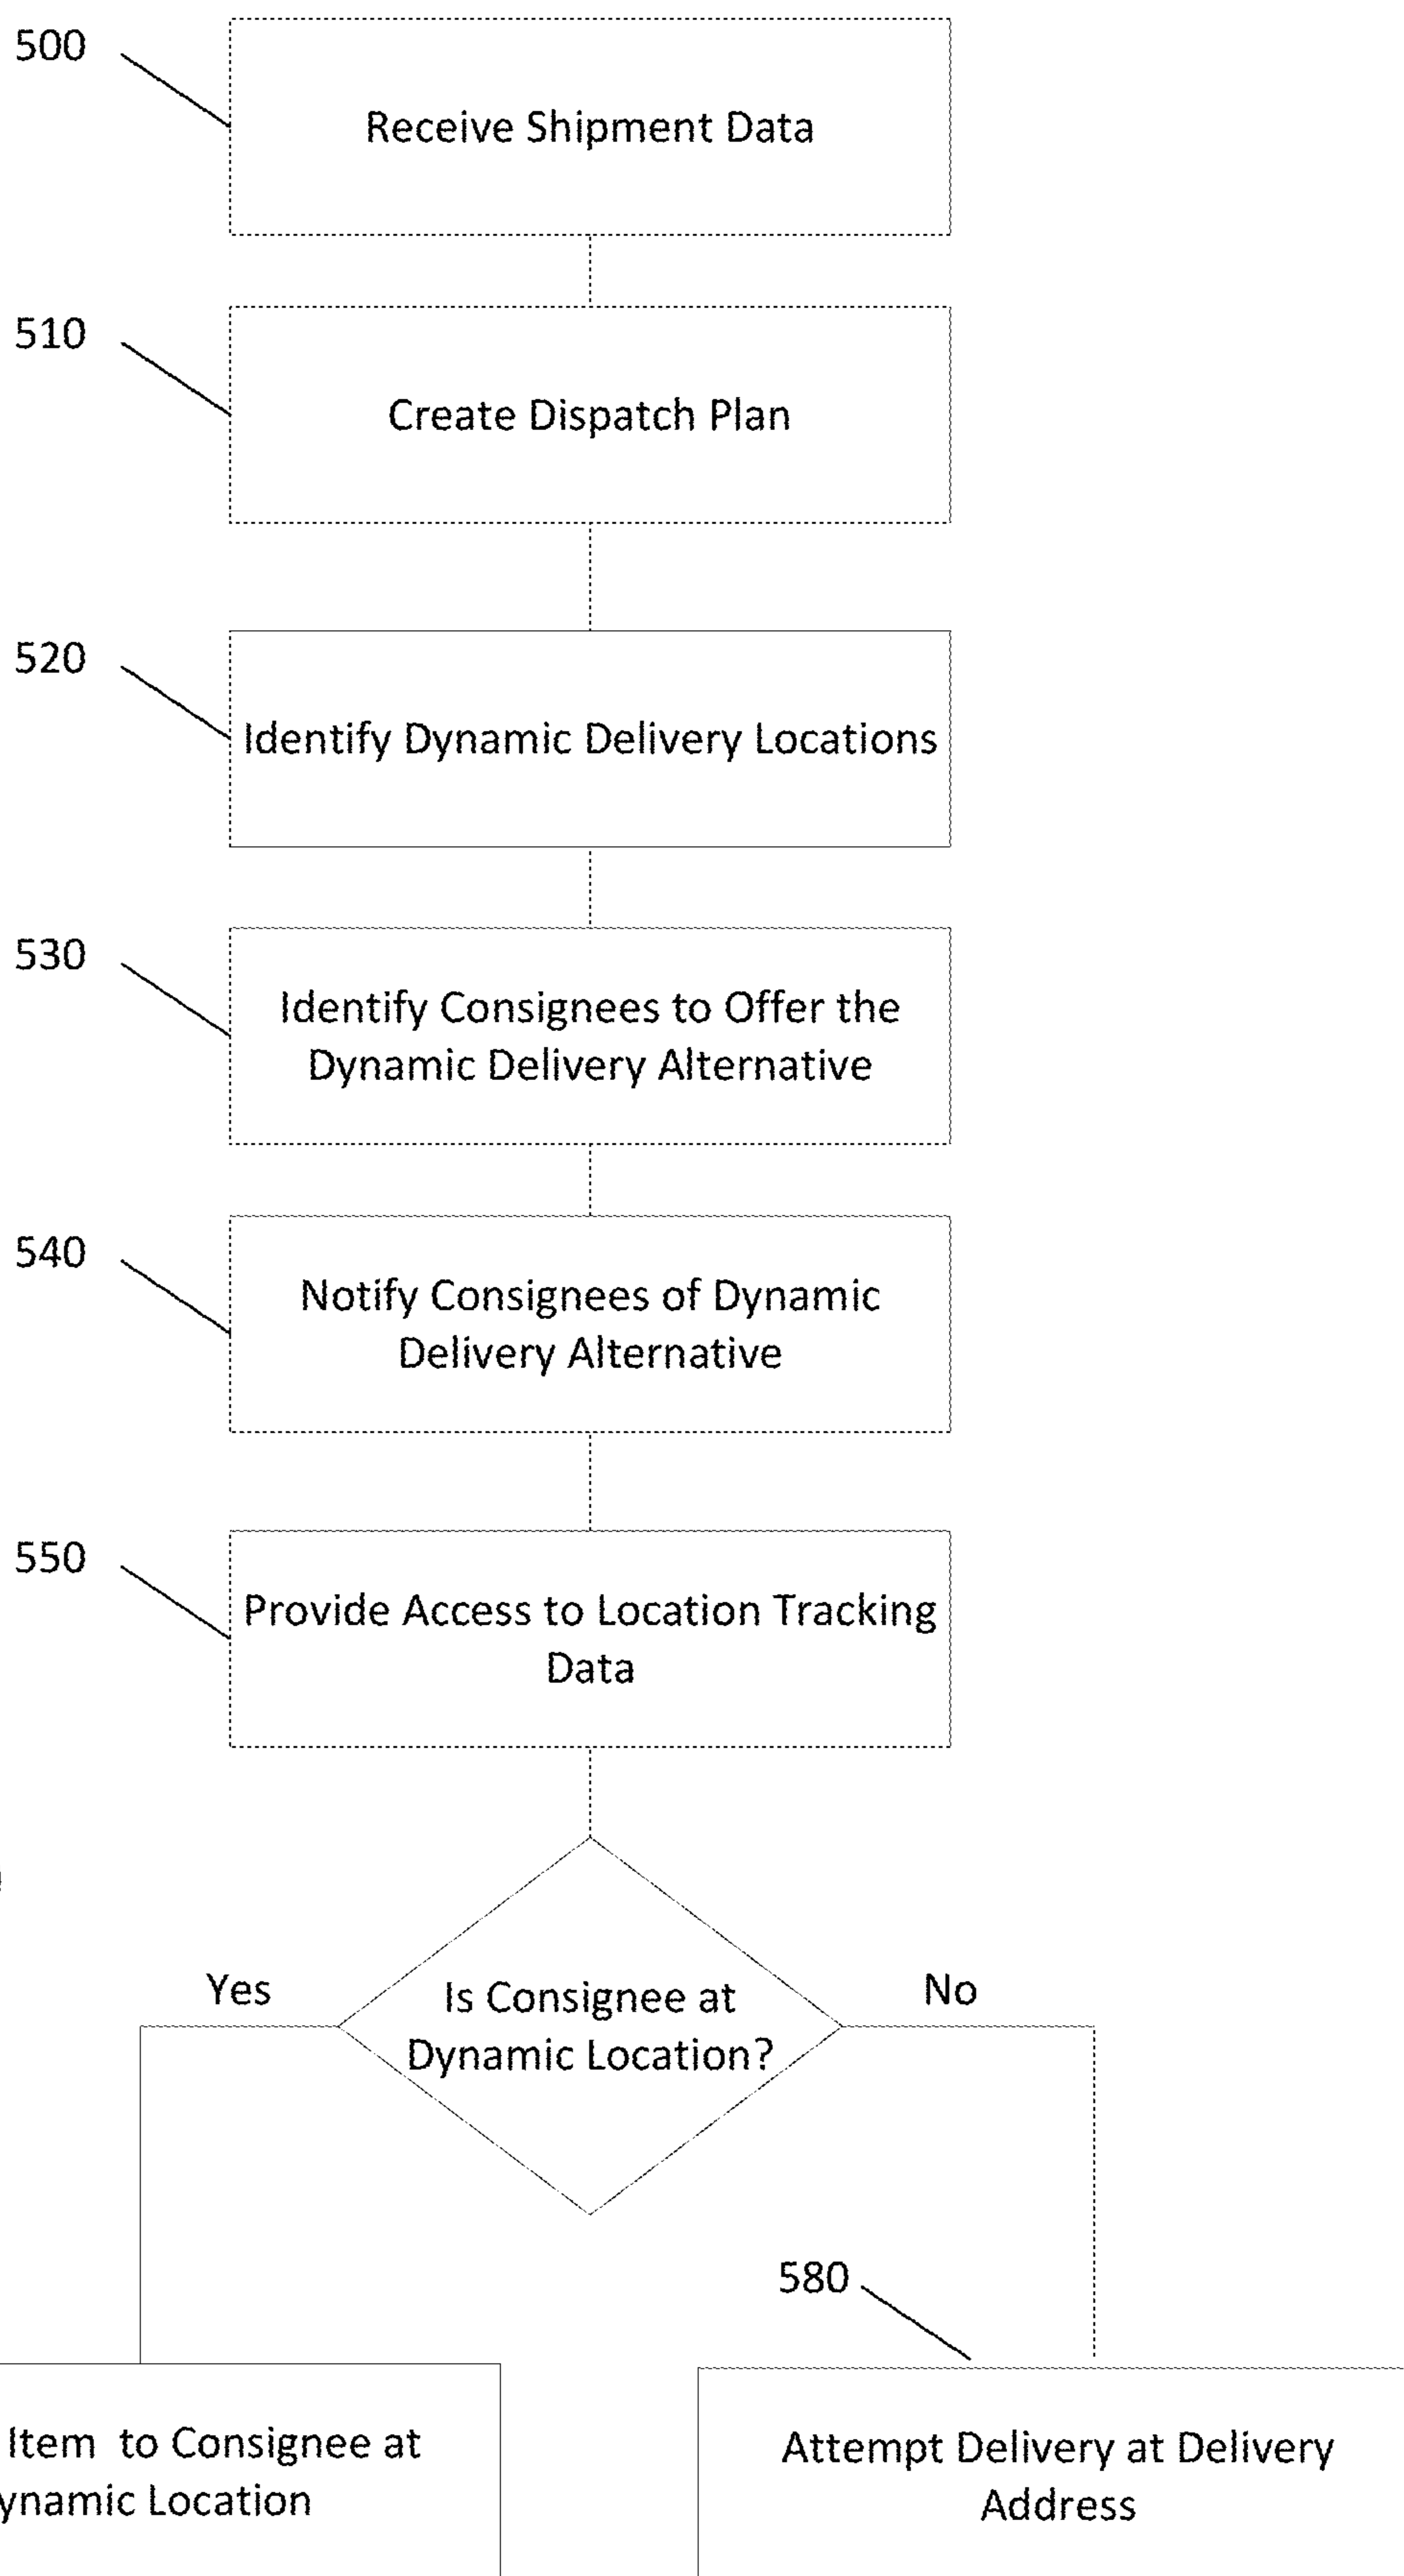 500
Receive Shipment Data
510
Create Dispatch Plan
520
Identify Dynamic Delivery Locations
530
Identify Consignees to Offer the
Dynamic Delivery Alternative
540
Notify Consignees of Dynamic
Delivery Alternative
550
Provide Access to Location Tracking
Data
Yes
Is Consignee at
Dynamic Location?
No
580
Item to Consignee at
ynamic Location
Attempt Delivery at Delivery
Address